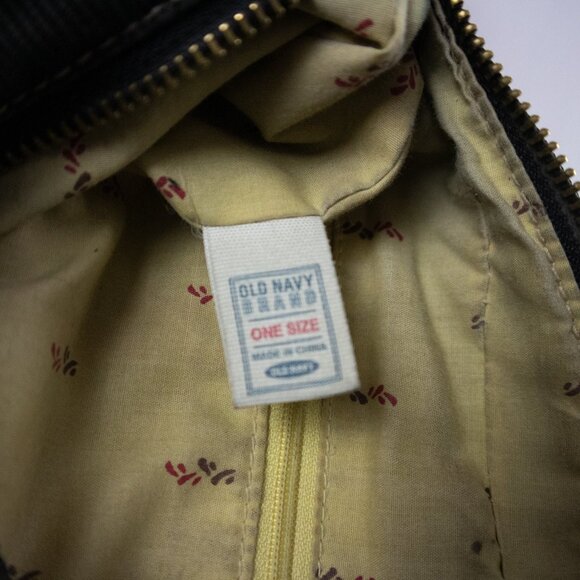 OLD NAVY
BRAND
ONE SIZE
MADE IN CHINA
OLD NAVY